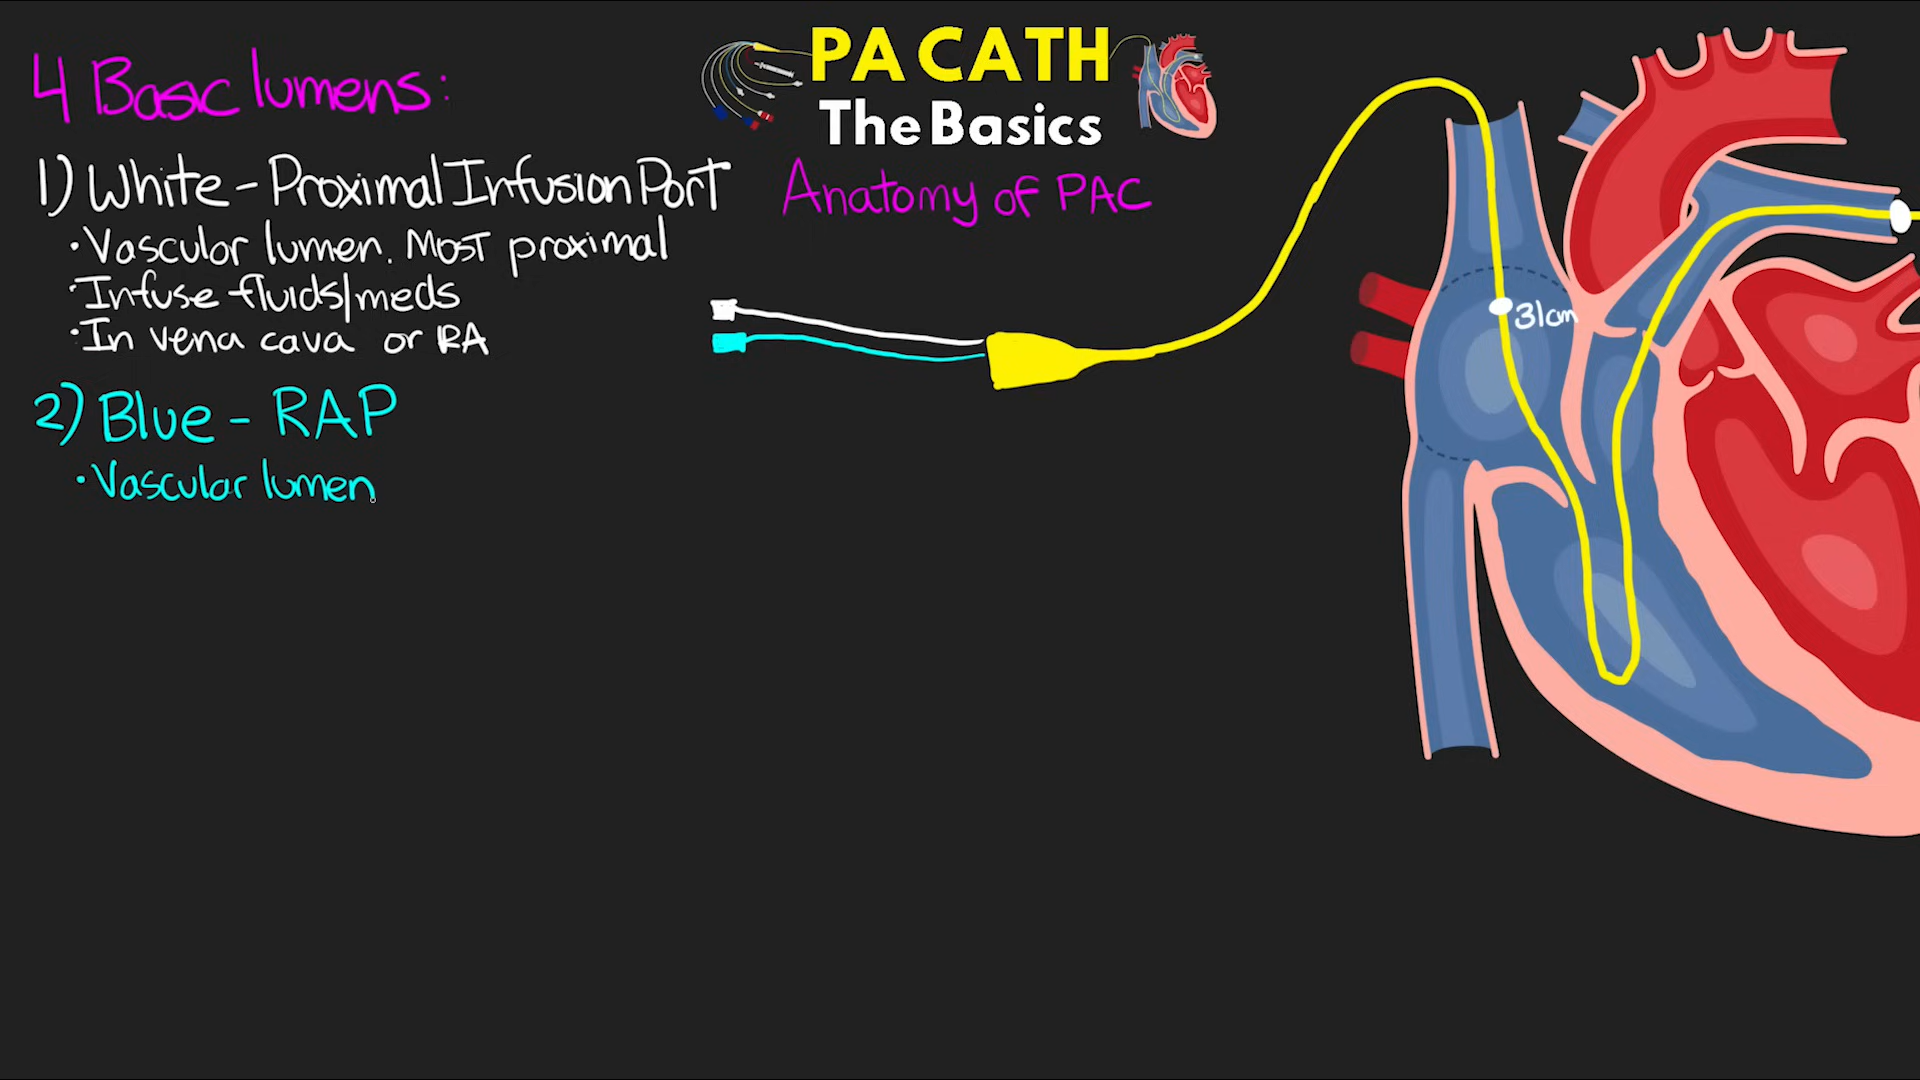 4 Basic lumens:
PA CATH
The Basics
Anatomy of PAC
1) White - Proximal Infusion Port
• Vascular lumen. Most proximal
• Infuse fluids/meds
• In vena cava or RA
2) Blue - RAP
• Vascular lumen
31cm